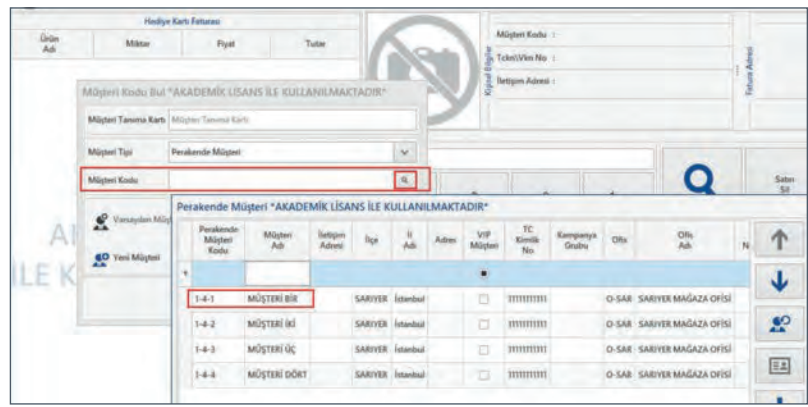 Hediye Kartı Faturası
Ürün Adı Miktar Fiyat Tutar
Kişisel Bilgiler
Müşteri Kodu :
Tckn\Vkn No :
İletişim Adresi :
Fatura Adresi
Müşteri Kodu Bul "AKADEMİK LİSANS İLE KULLANILMAKTADIR"
Müşteri Tanıma Kartı Müşteri Tanıma Kartı
Müşteri Tipi Perakende Müşteri
Müşteri Kodu
Satırı Sil
Varsayılan Müş
Yeni Müşteri
A
İLE K
Perakende Müşteri "AKADEMİK LİSANS İLE KULLANILMAKTADIR"
Perakende Müşteri Kodu Müşteri Adı İletişim Adresi İlçe İl Adı Adres VIP Müşteri TC Kimlik No Kampanya Grubu Ofis Ofis Adı N
1-4-1 MÜŞTERİ BİR SARIYER İstanbul 11111111111 O-SAR SARIYER MAĞAZA OFİSİ
1-4-2 MÜŞTERİ İKİ SARIYER İstanbul 11111111111 O-SAR SARIYER MAĞAZA OFİSİ
1-4-3 MÜŞTERİ ÜÇ SARIYER İstanbul 11111111111 O-SAR SARIYER MAĞAZA OFİSİ
1-4-4 MÜŞTERİ DÖRT SARIYER İstanbul 11111111111 O-SAR SARIYER MAĞAZA OFİSİ